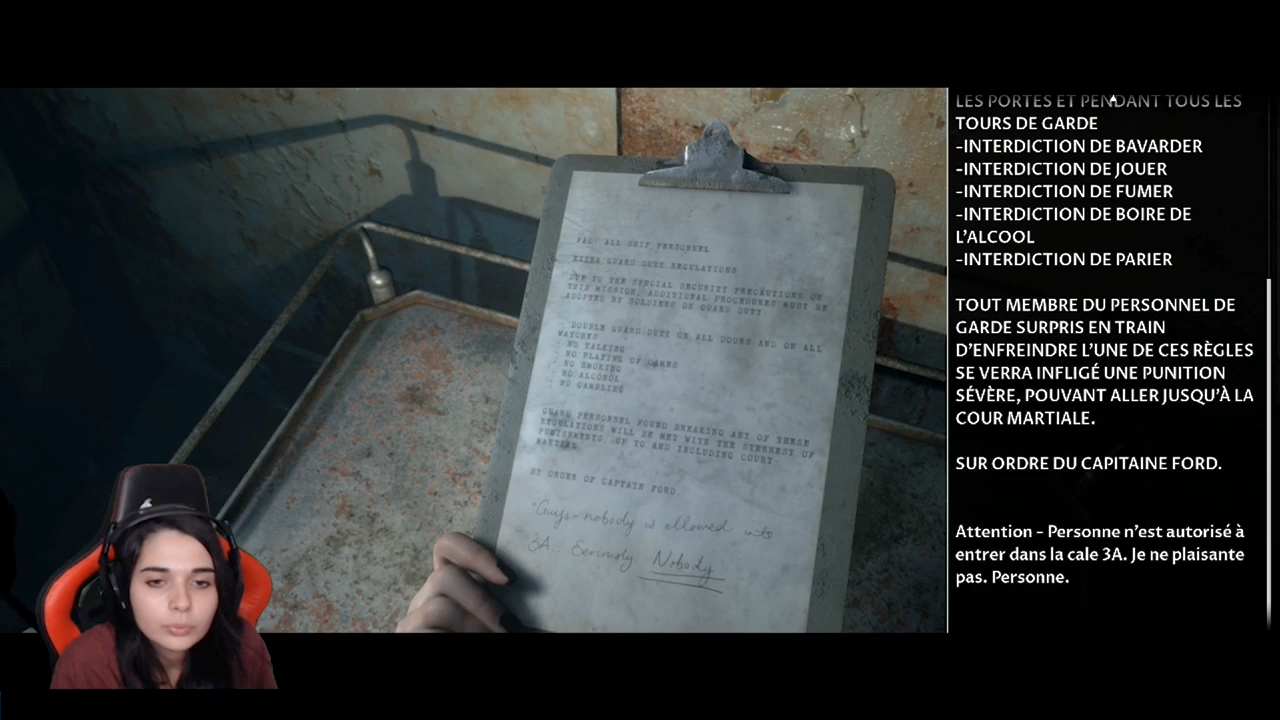 FAO: ALL SHIP PERSONNEL
EXTRA GUARD DUTY REGULATIONS
DUE TO THE SPECIAL SECURITY PRECAUTIONS ON
THIS MISSION, ADDITIONAL PROCEDURES MUST BE
ADOPTED BY SOLDIERS ON GUARD DUTY
DOUBLE GUARD DUTY ON ALL DOORS AND ON ALL
WATCHES
- NO TALKING
- NO PLAYING OF GAMES
- NO SMOKING
- NO ALCOHOL
NO GAMBLING
GUARD PERSONNEL FOUND BREAKING ANY OF THESE
REGULATIONS WILL BE MET WITH THE STERNEST OF
PUNISHMENTS, UP TO AND INCLUDING COURT-
MARTIAL
BY ORDER OF CAPTAIN FORD
"Guys - nobody is allowed into
3A. Seriously Nobody
LES PORTES ET PENDANT TOUS LES
TOURS DE GARDE
-INTERDICTION DE BAVARDER
-INTERDICTION DE JOUER
-INTERDICTION DE FUMER
-INTERDICTION DE BOIRE DE
L'ALCOOL
-INTERDICTION DE PARIER
TOUT MEMBRE DU PERSONNEL DE
GARDE SURPRIS EN TRAIN
D'ENFREINDRE L'UNE DE CES RÈGLES
SE VERRA INFLIGÉ UNE PUNITION
SÉVÈRE, POUVANT ALLER JUSQU'À LA
COUR MARTIALE.
SUR ORDRE DU CAPITAINE FORD.
Attention - Personne n'est autorisé à
entrer dans la cale 3A. Je ne plaisante
pas. Personne.